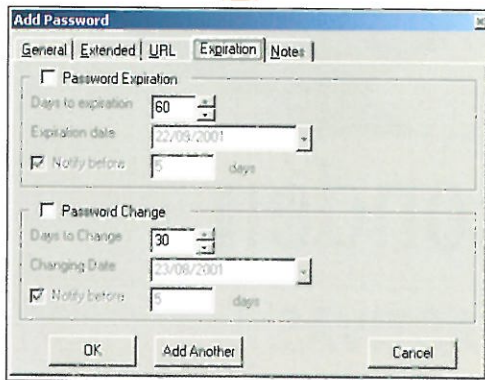 Add Password
General Extended URL Expiration Notes
Password Expiration
Days to expiration 60
Expiration date 22/09/2001
Notify before 5 days
Password Change
Days to Change 30
Changing Date 23/08/2001
Notify before 5 days
OK Add Another Cancel